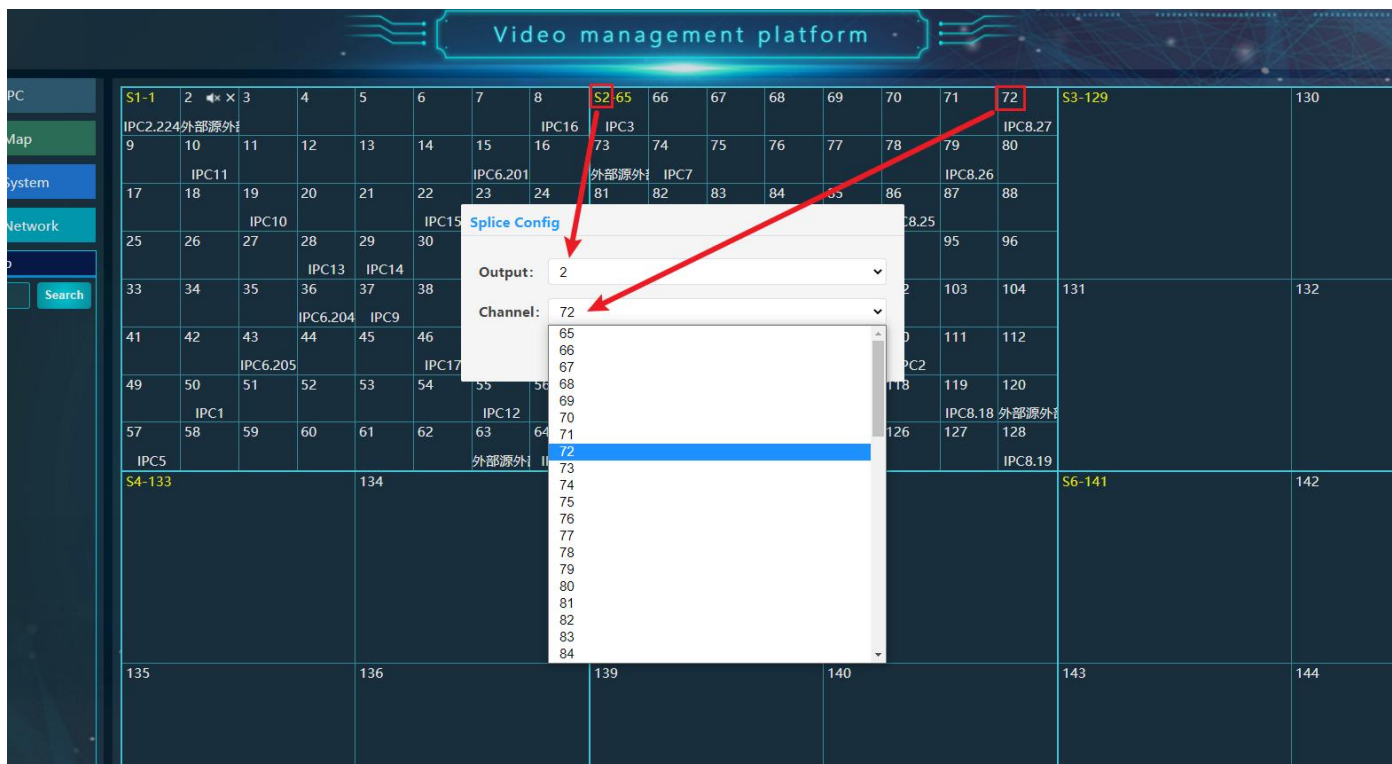 Video management platform
PC
Map
System
Network
Search
S1-1 2 3 4 5 6 7 8 S2-65 66 67 68 69 70 71 72 S3-129 130
IPC2.224外部源外 IPC16 IPC3 IPC8.27
9 10 11 12 13 14 15 16 73 74 75 76 77 78 79 80
IPC11 IPC6.201 外部源外 IPC7 IPC8.26
17 18 19 20 21 22 23 24 81 82 83 84 85 86 87 88
IPC10 IPC15 C8.25
Splice Config
25 26 27 28 29 30 95 96
IPC13 IPC14
Output: 2
33 34 35 36 37 38 103 104 131 132
IPC6.204 IPC9
Channel: 72
41 42 43 44 45 46 111 112
IPC6.205 IPC17 PC2
49 50 51 52 53 54 55 56 118 119 120
IPC1 IPC12 IPC8.18 外部源外
57 58 59 60 61 62 63 64 126 127 128
IPC5 外部源外 IPC8.19
65
66
67
68
69
70
71
72
73
74
75
76
77
78
79
80
81
82
83
84
S4-133 134 S6-141 142
135 136 139 140 143 144